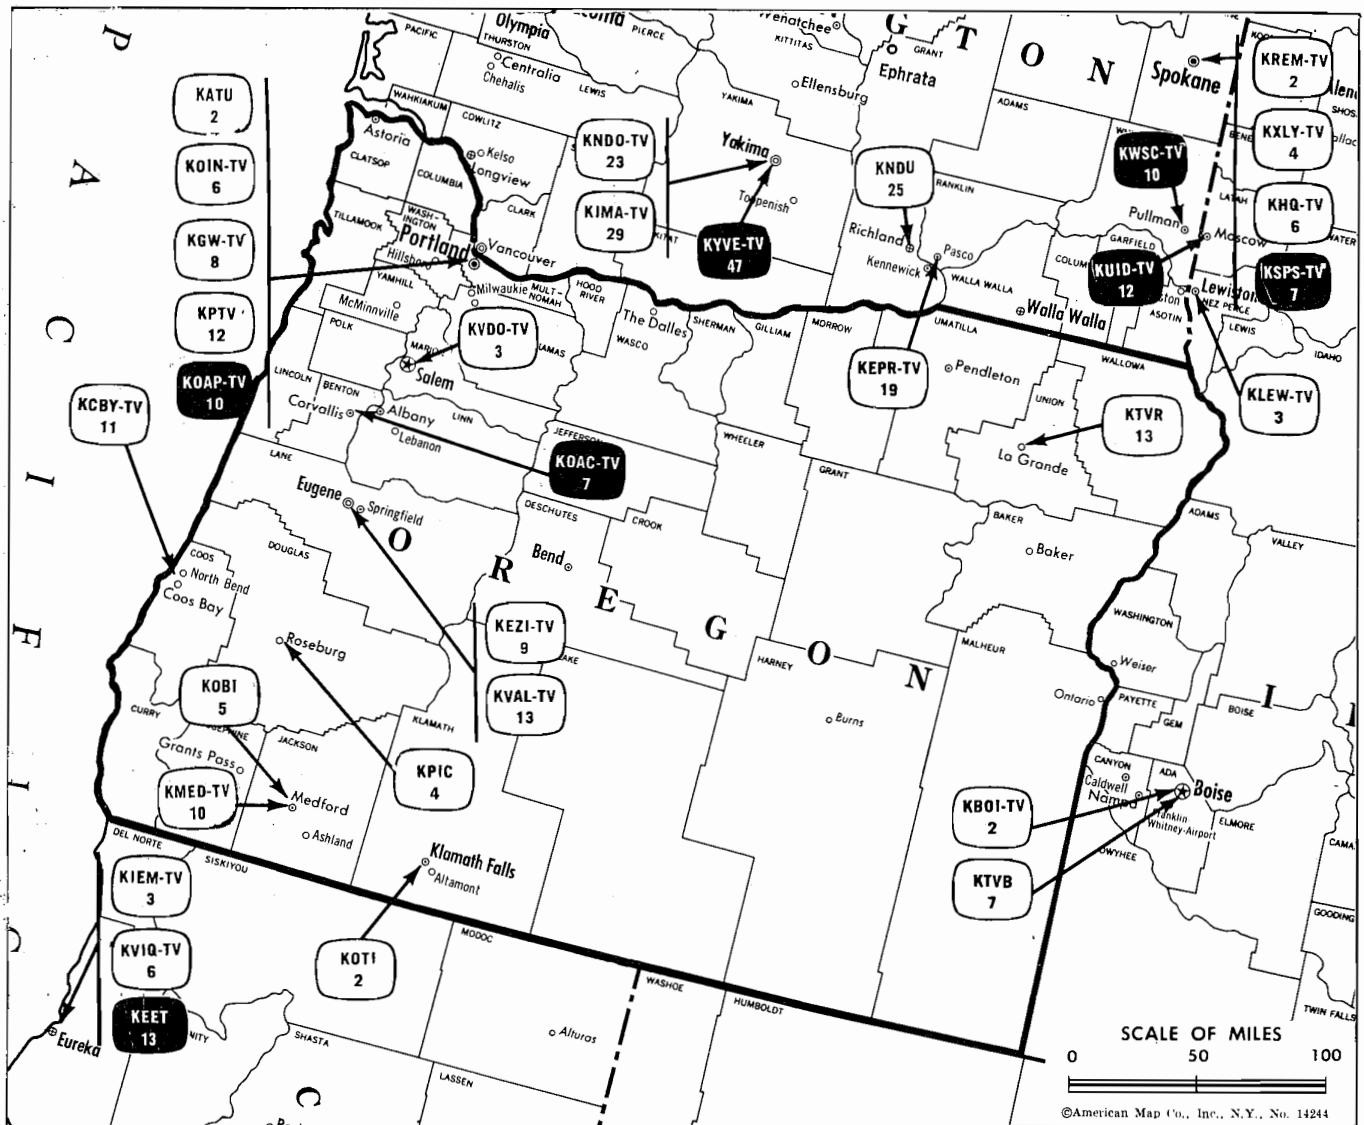 PACIFIC
Olympia
THURSTON
PIERCE
Wenatchee
KITTITAS
GRANT
G T O N
Ephrata
Spokane
KREM-TV
2
Centralia
Chehalis
LEWIS
WAHKIAKUM
COWLITZ
YAKIMA
Ellensburg
ADAMS
KATU
2
KOIN-TV
6
KGW-TV
8
KPTV
12
KOAP-TV
10
Astoria
CLATSOP
COLUMBIA
Kelso
Longview
KNDO-TV
23
KIMA-TV
29
Yakima
Toppenish
KYVE-TV
47
KNDU
25
RANKLIN
KWSC-TV
10
KXLY-TV
4
KHQ-TV
6
KSPS-TV
7
LATAH
Pullman
Moscow
GARFIELD
KUID-TV
12
Lewiston
NEZ PERCE
ASOTIN
LEWIS
IDAHO
TILLAMOOK
WASH-
INGTON
CLARK
Portland
Vancouver
Hillsboro
YAMHILL
Milwaukie
MULT-
NOMAH
HOOD
RIVER
McMinnville
Richland
Kennewick
Pasco
WALLA WALLA
Walla Walla
POLK
KVDO-TV
3
The Dalles
WASCO
SHERMAN
GILLIAM
MORROW
UMATILLA
WALLOWA
Salem
KEPR-TV
19
Pendleton
UNION
KTVR
13
KLEW-TV
3
KCBY-TV
11
LINCOLN
BENTON
Corvallis
Albany
LINN
Lebanon
JEFFERSON
KOAC-TV
7
WHEELER
GRANT
La Grande
LANE
Eugene
Springfield
DESCHUTES
CROOK
BAKER
Baker
ADAMS
VALLEY
DOUGLAS
Bend
O R E G O N
COOS
North Bend
Coos Bay
Roseburg
KEZI-TV
9
KVAL-TV
13
LAKE
HARNEY
MALHEUR
WASHINGTON
Weiser
Ontario
PAYETTE
GEM
BOISE
I
KOBI
5
CURRY
JACKSON
KLAMATH
Grants Pass
Burns
KPIC
4
KMED-TV
10
Medford
Ashland
CANYON
ADA
Caldwell
Nampa
Boise
Whitney-Airport
ELMORE
KBOI-TV
2
KTVB
7
DEL NORTE
SISKIYOU
Klamath Falls
Altamont
KIEM-TV
3
KVIQ-TV
6
KEET
13
Eureka
KOTI
2
MODOC
WASHOE
HUMBOLDT
GOODING
TWIN FALLS
SHASTA
Alturas
LASSEN
C
P A C I F I C
SCALE OF MILES
0 50 100
©American Map Co., Inc., N.Y., No. 14244